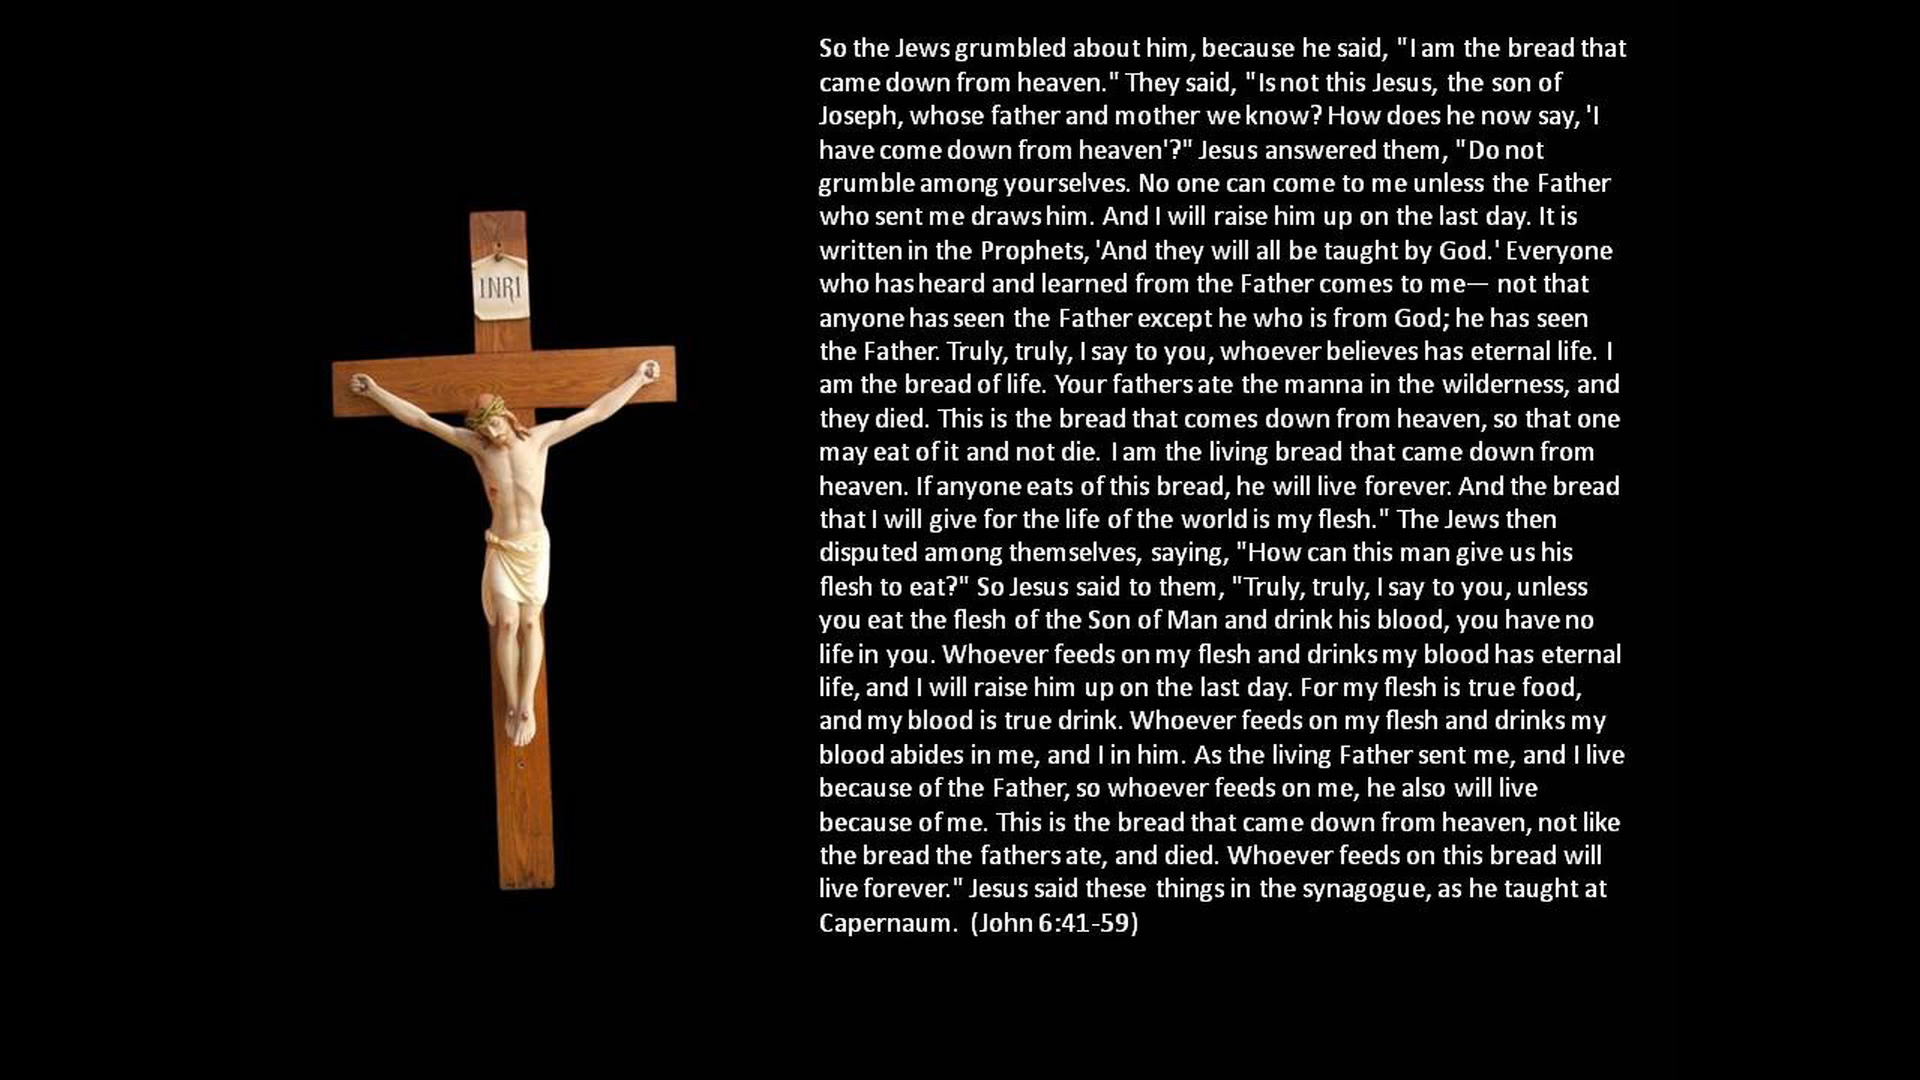 INRI
So the Jews grumbled about him, because he said, "I am the bread that
came down from heaven." They said, "Is not this Jesus, the son of
Joseph, whose father and mother we know? How does he now say, 'I
have come down from heaven'?" Jesus answered them, "Do not
grumble among yourselves. No one can come to me unless the Father
who sent me draws him. And I will raise him up on the last day. It is
written in the Prophets, 'And they will all be taught by God.' Everyone
who has heard and learned from the Father comes to me— not that
anyone has seen the Father except he who is from God; he has seen
the Father. Truly, truly, I say to you, whoever believes has eternal life. I
am the bread of life. Your fathers ate the manna in the wilderness, and
they died. This is the bread that comes down from heaven, so that one
may eat of it and not die. I am the living bread that came down from
heaven. If anyone eats of this bread, he will live forever. And the bread
that I will give for the life of the world is my flesh." The Jews then
disputed among themselves, saying, "How can this man give us his
flesh to eat?" So Jesus said to them, "Truly, truly, I say to you, unless
you eat the flesh of the Son of Man and drink his blood, you have no
life in you. Whoever feeds on my flesh and drinks my blood has eternal
life, and I will raise him up on the last day. For my flesh is true food,
and my blood is true drink. Whoever feeds on my flesh and drinks my
blood abides in me, and I in him. As the living Father sent me, and I live
because of the Father, so whoever feeds on me, he also will live
because of me. This is the bread that came down from heaven, not like
the bread the fathers ate, and died. Whoever feeds on this bread will
live forever." Jesus said these things in the synagogue, as he taught at
Capernaum.  (John 6:41-59)